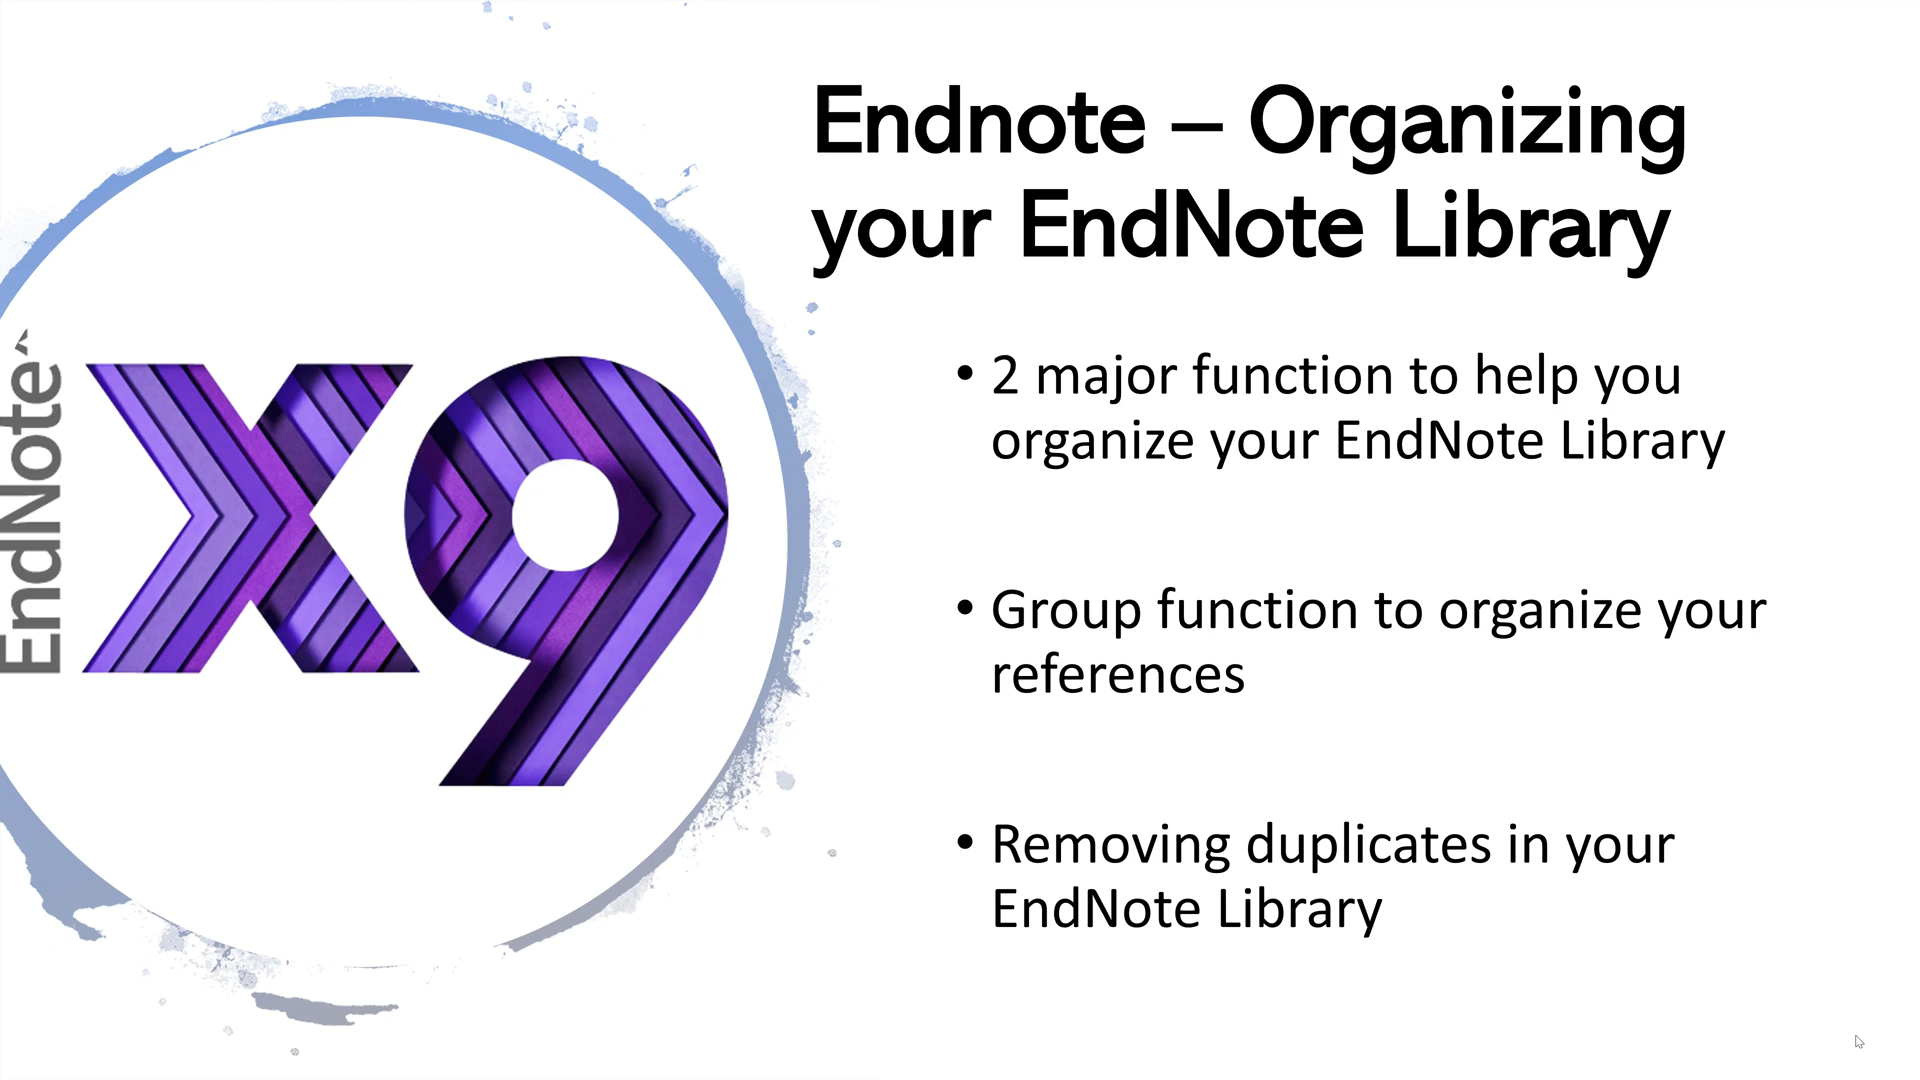 Endnote – Organizing
your EndNote Library
EndNote
X9
• 2 major function to help you
organize your EndNote Library
• Group function to organize your
references
• Removing duplicates in your
EndNote Library